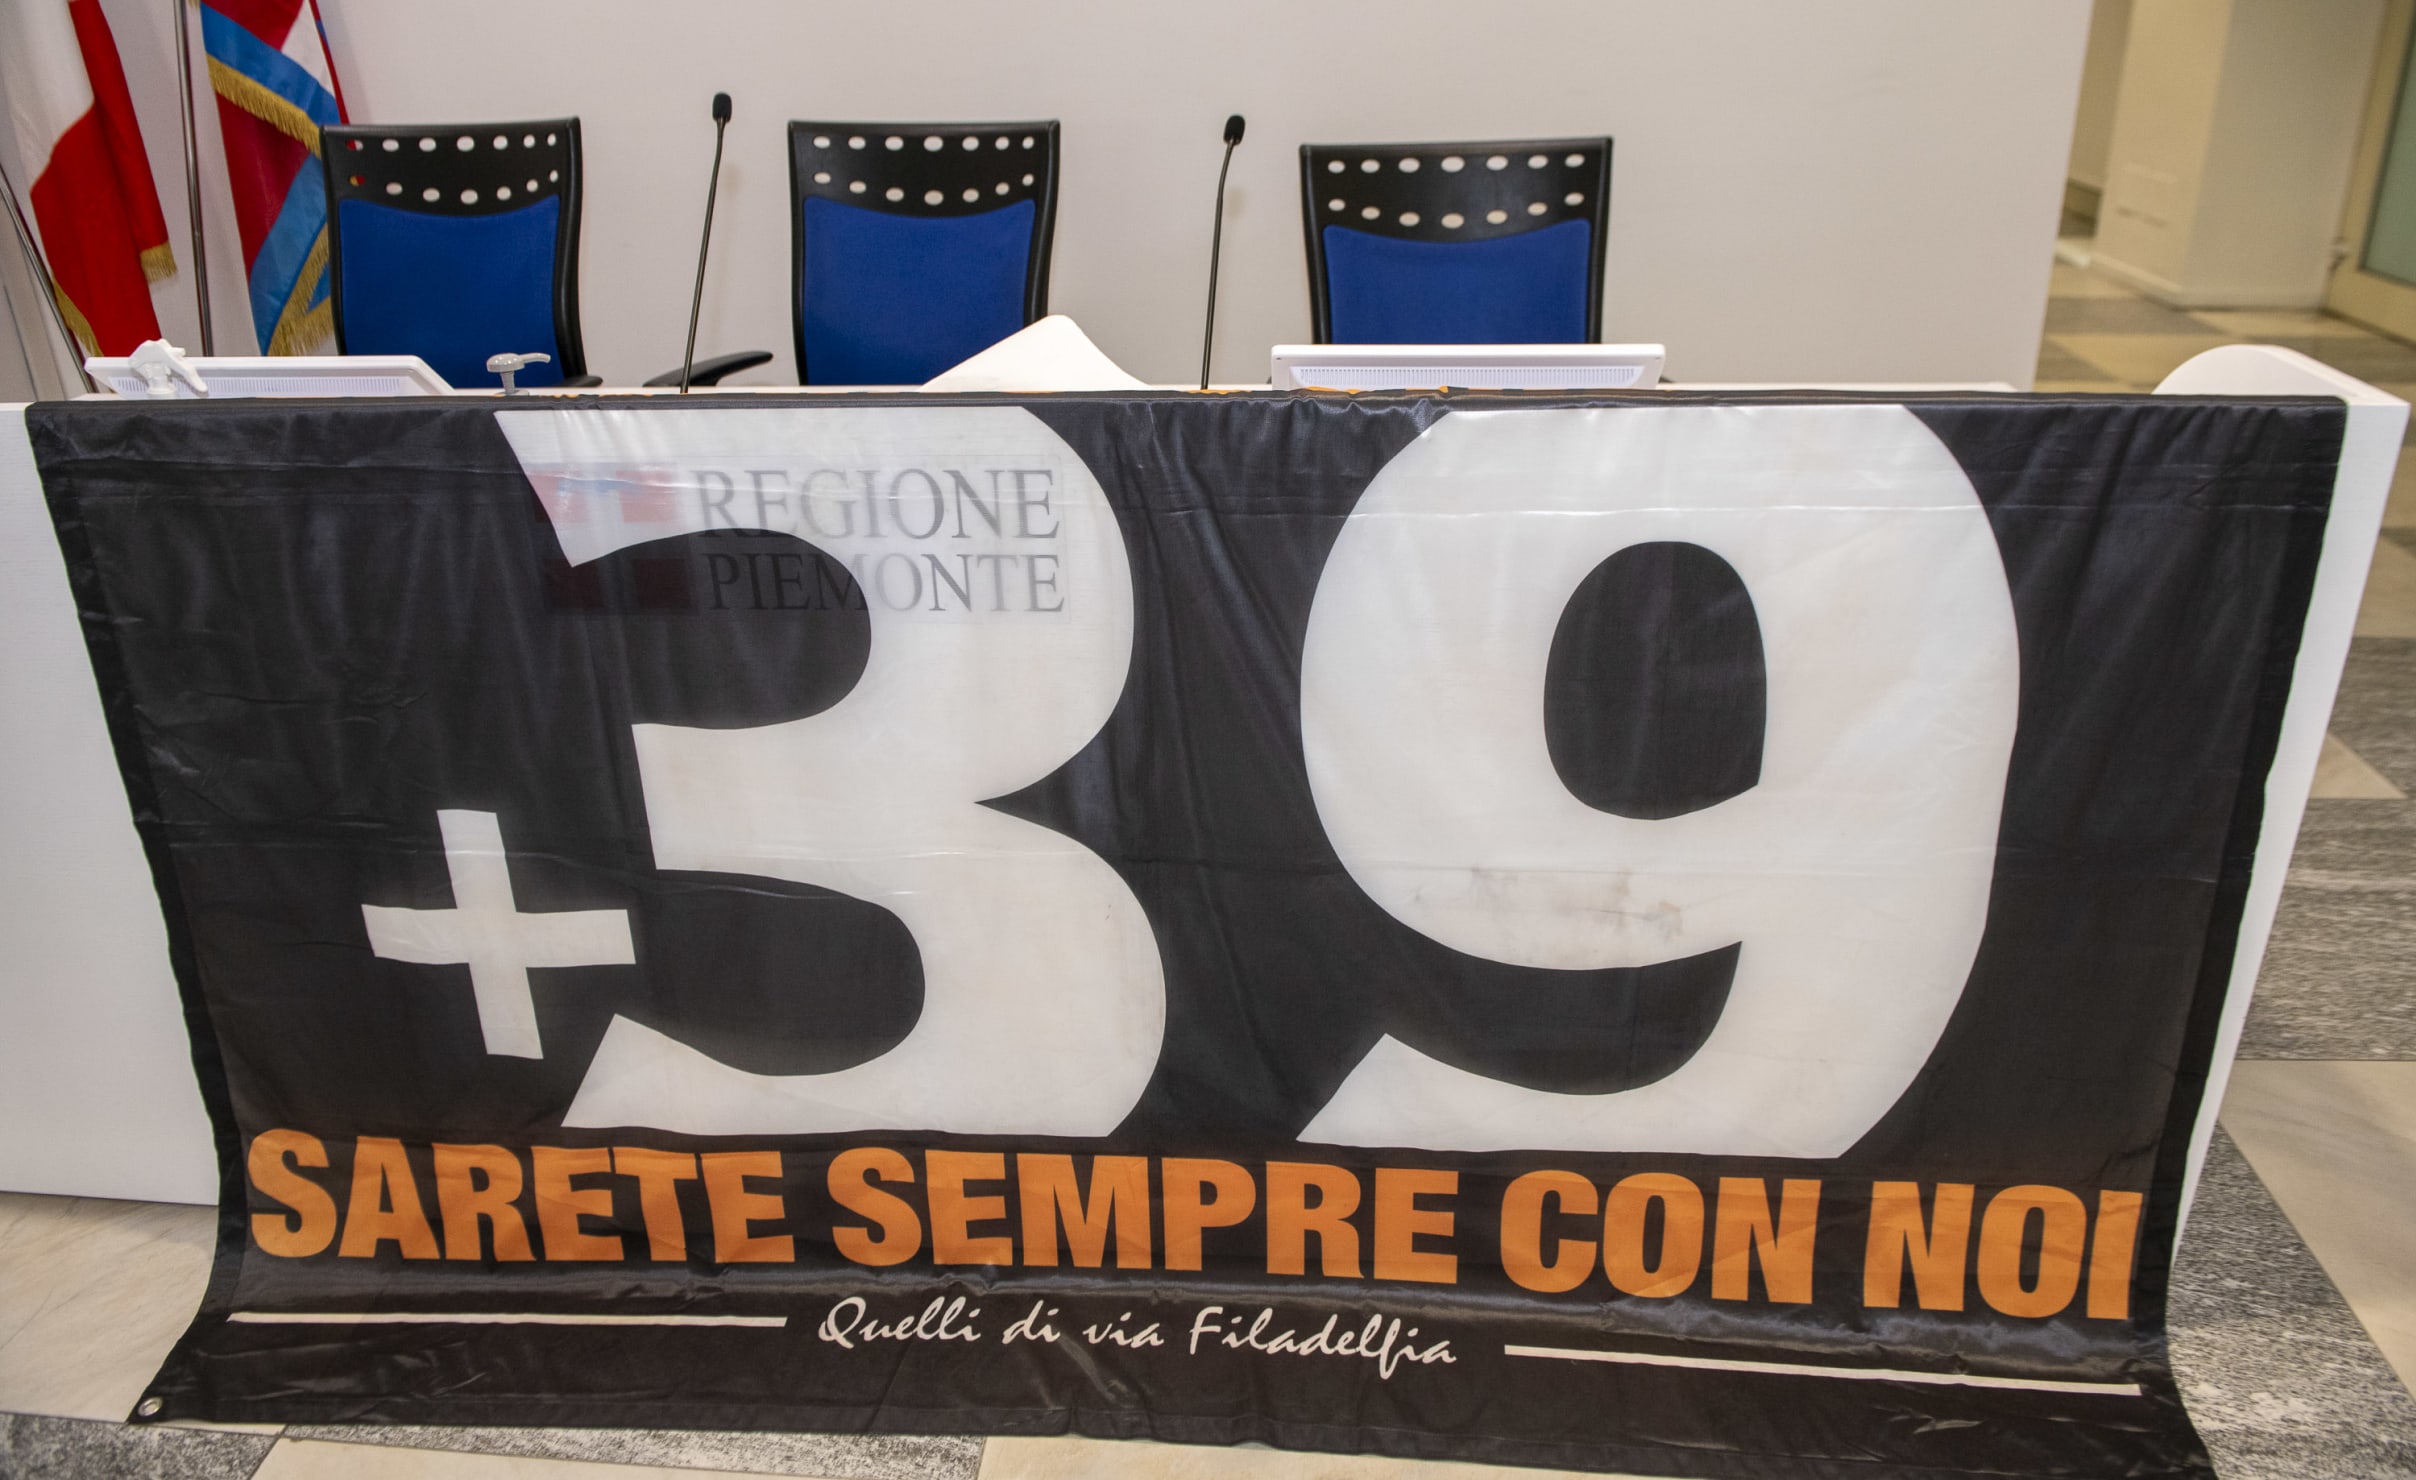 REGIONE
PIEMONTE
+39
SARETE SEMPRE CON NOI
Quelli di via Filadelfia